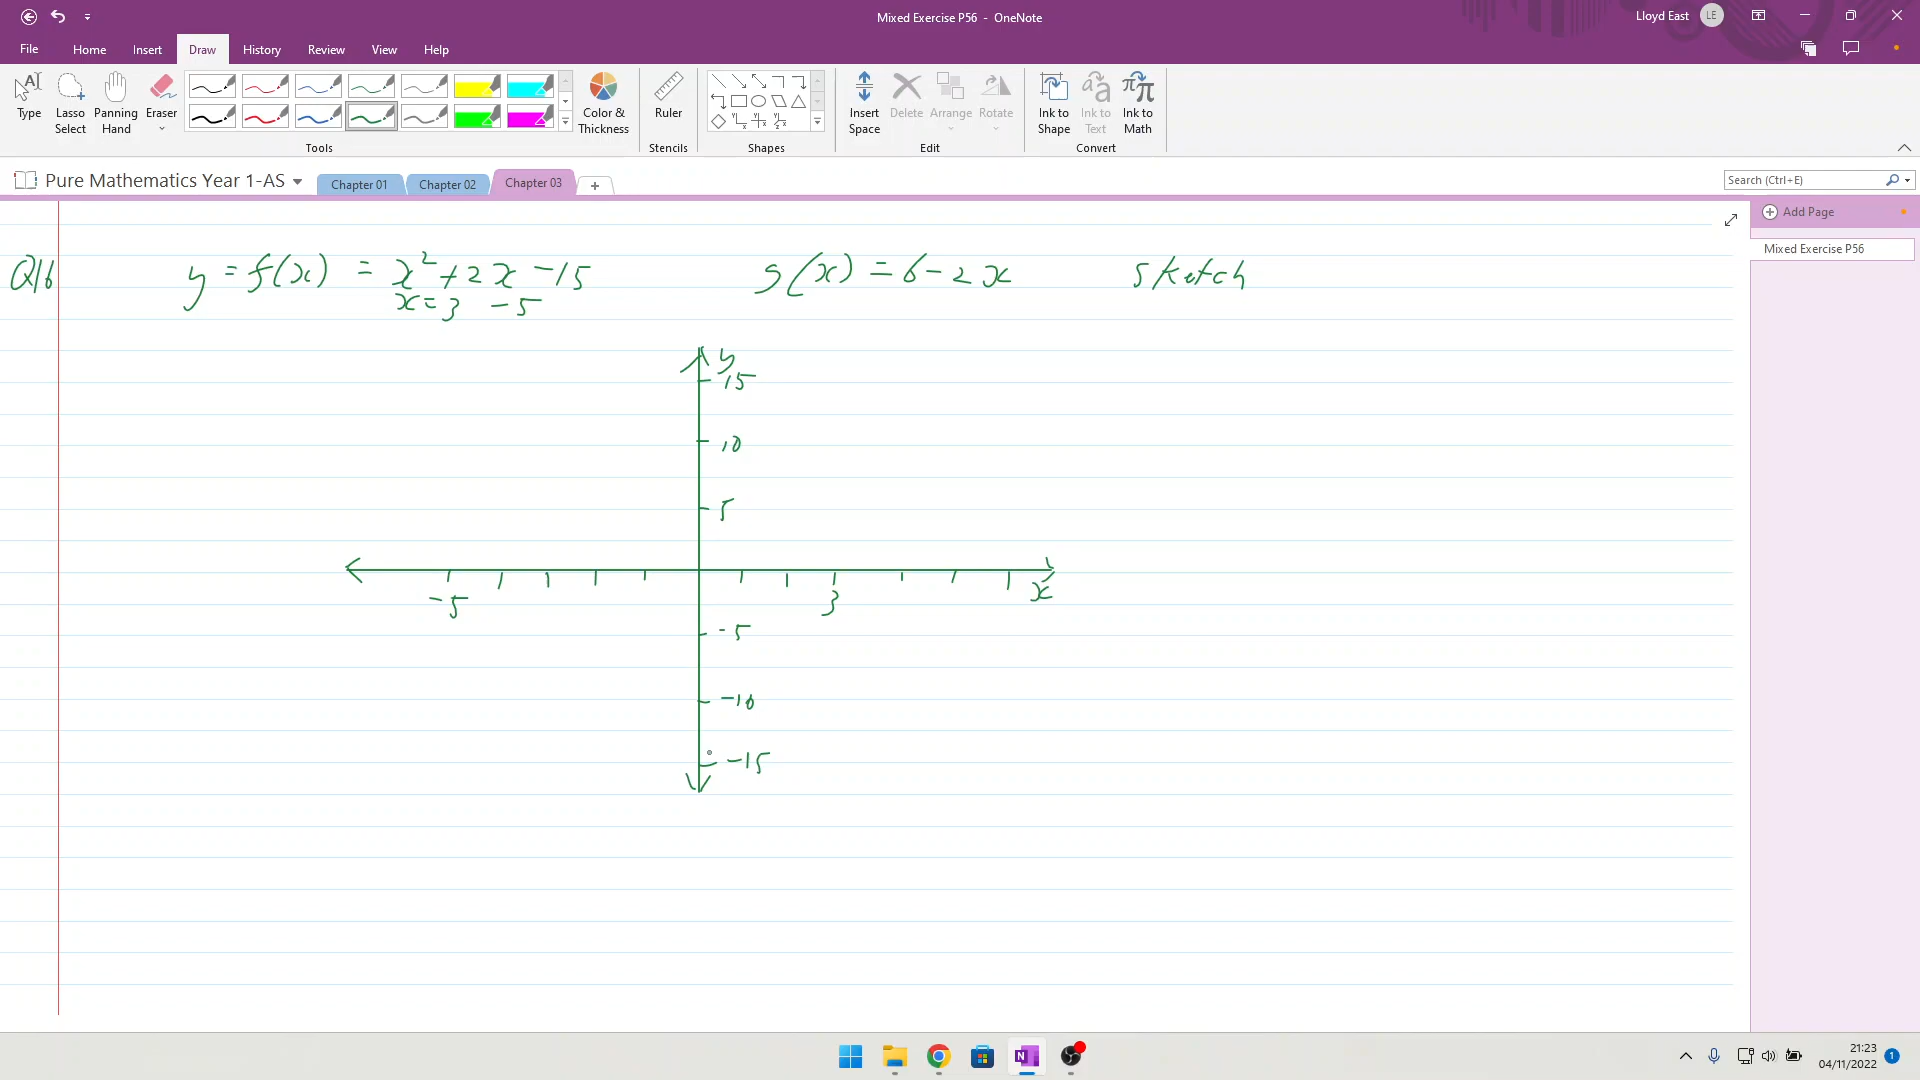 Mixed Exercise P56 - OneNote
Lloyd East LE
File Home Insert Draw History Review View Help
Type Lasso Select Panning Hand Eraser
Color & Thickness Ruler
Insert Space Delete Arrange Rotate
Ink to Shape Ink to Text Ink to Math
Tools Stencils Shapes Edit Convert
Pure Mathematics Year 1-AS Chapter 01 Chapter 02 Chapter 03
Search (Ctrl+E)
Add Page
Mixed Exercise P56
Q16 y = f(x) = x² + 2x - 15 g(x) = 6 - 2x sketch
x = 3 -5
y
15
10
5
x
-5 3
-5
-10
-15
21:23
04/11/2022
1